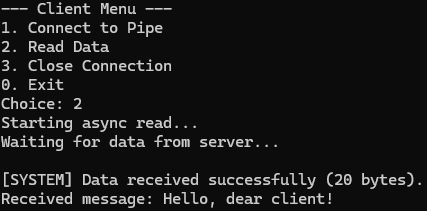 --- Client Menu ---
1. Connect to Pipe
2. Read Data
3. Close Connection
0. Exit
Choice: 2
Starting async read...
Waiting for data from server...
[SYSTEM] Data received successfully (20 bytes).
Received message: Hello, dear client!